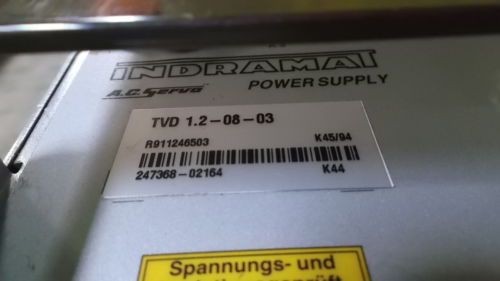 INDRAMAT
A.C. Servo
POWER SUPPLY
TVD 1.2-08-03
R911246503 K45/94
247368-02164 K44
Spannungs- und